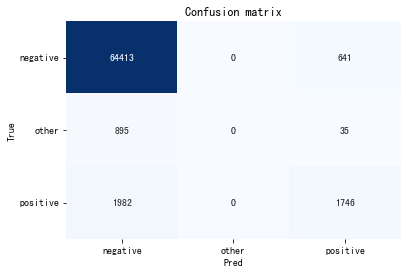 Confusion matrix
negative 64413 0 641
other 895 0 35
positive 1982 0 1746
negative other positive
Pred
True